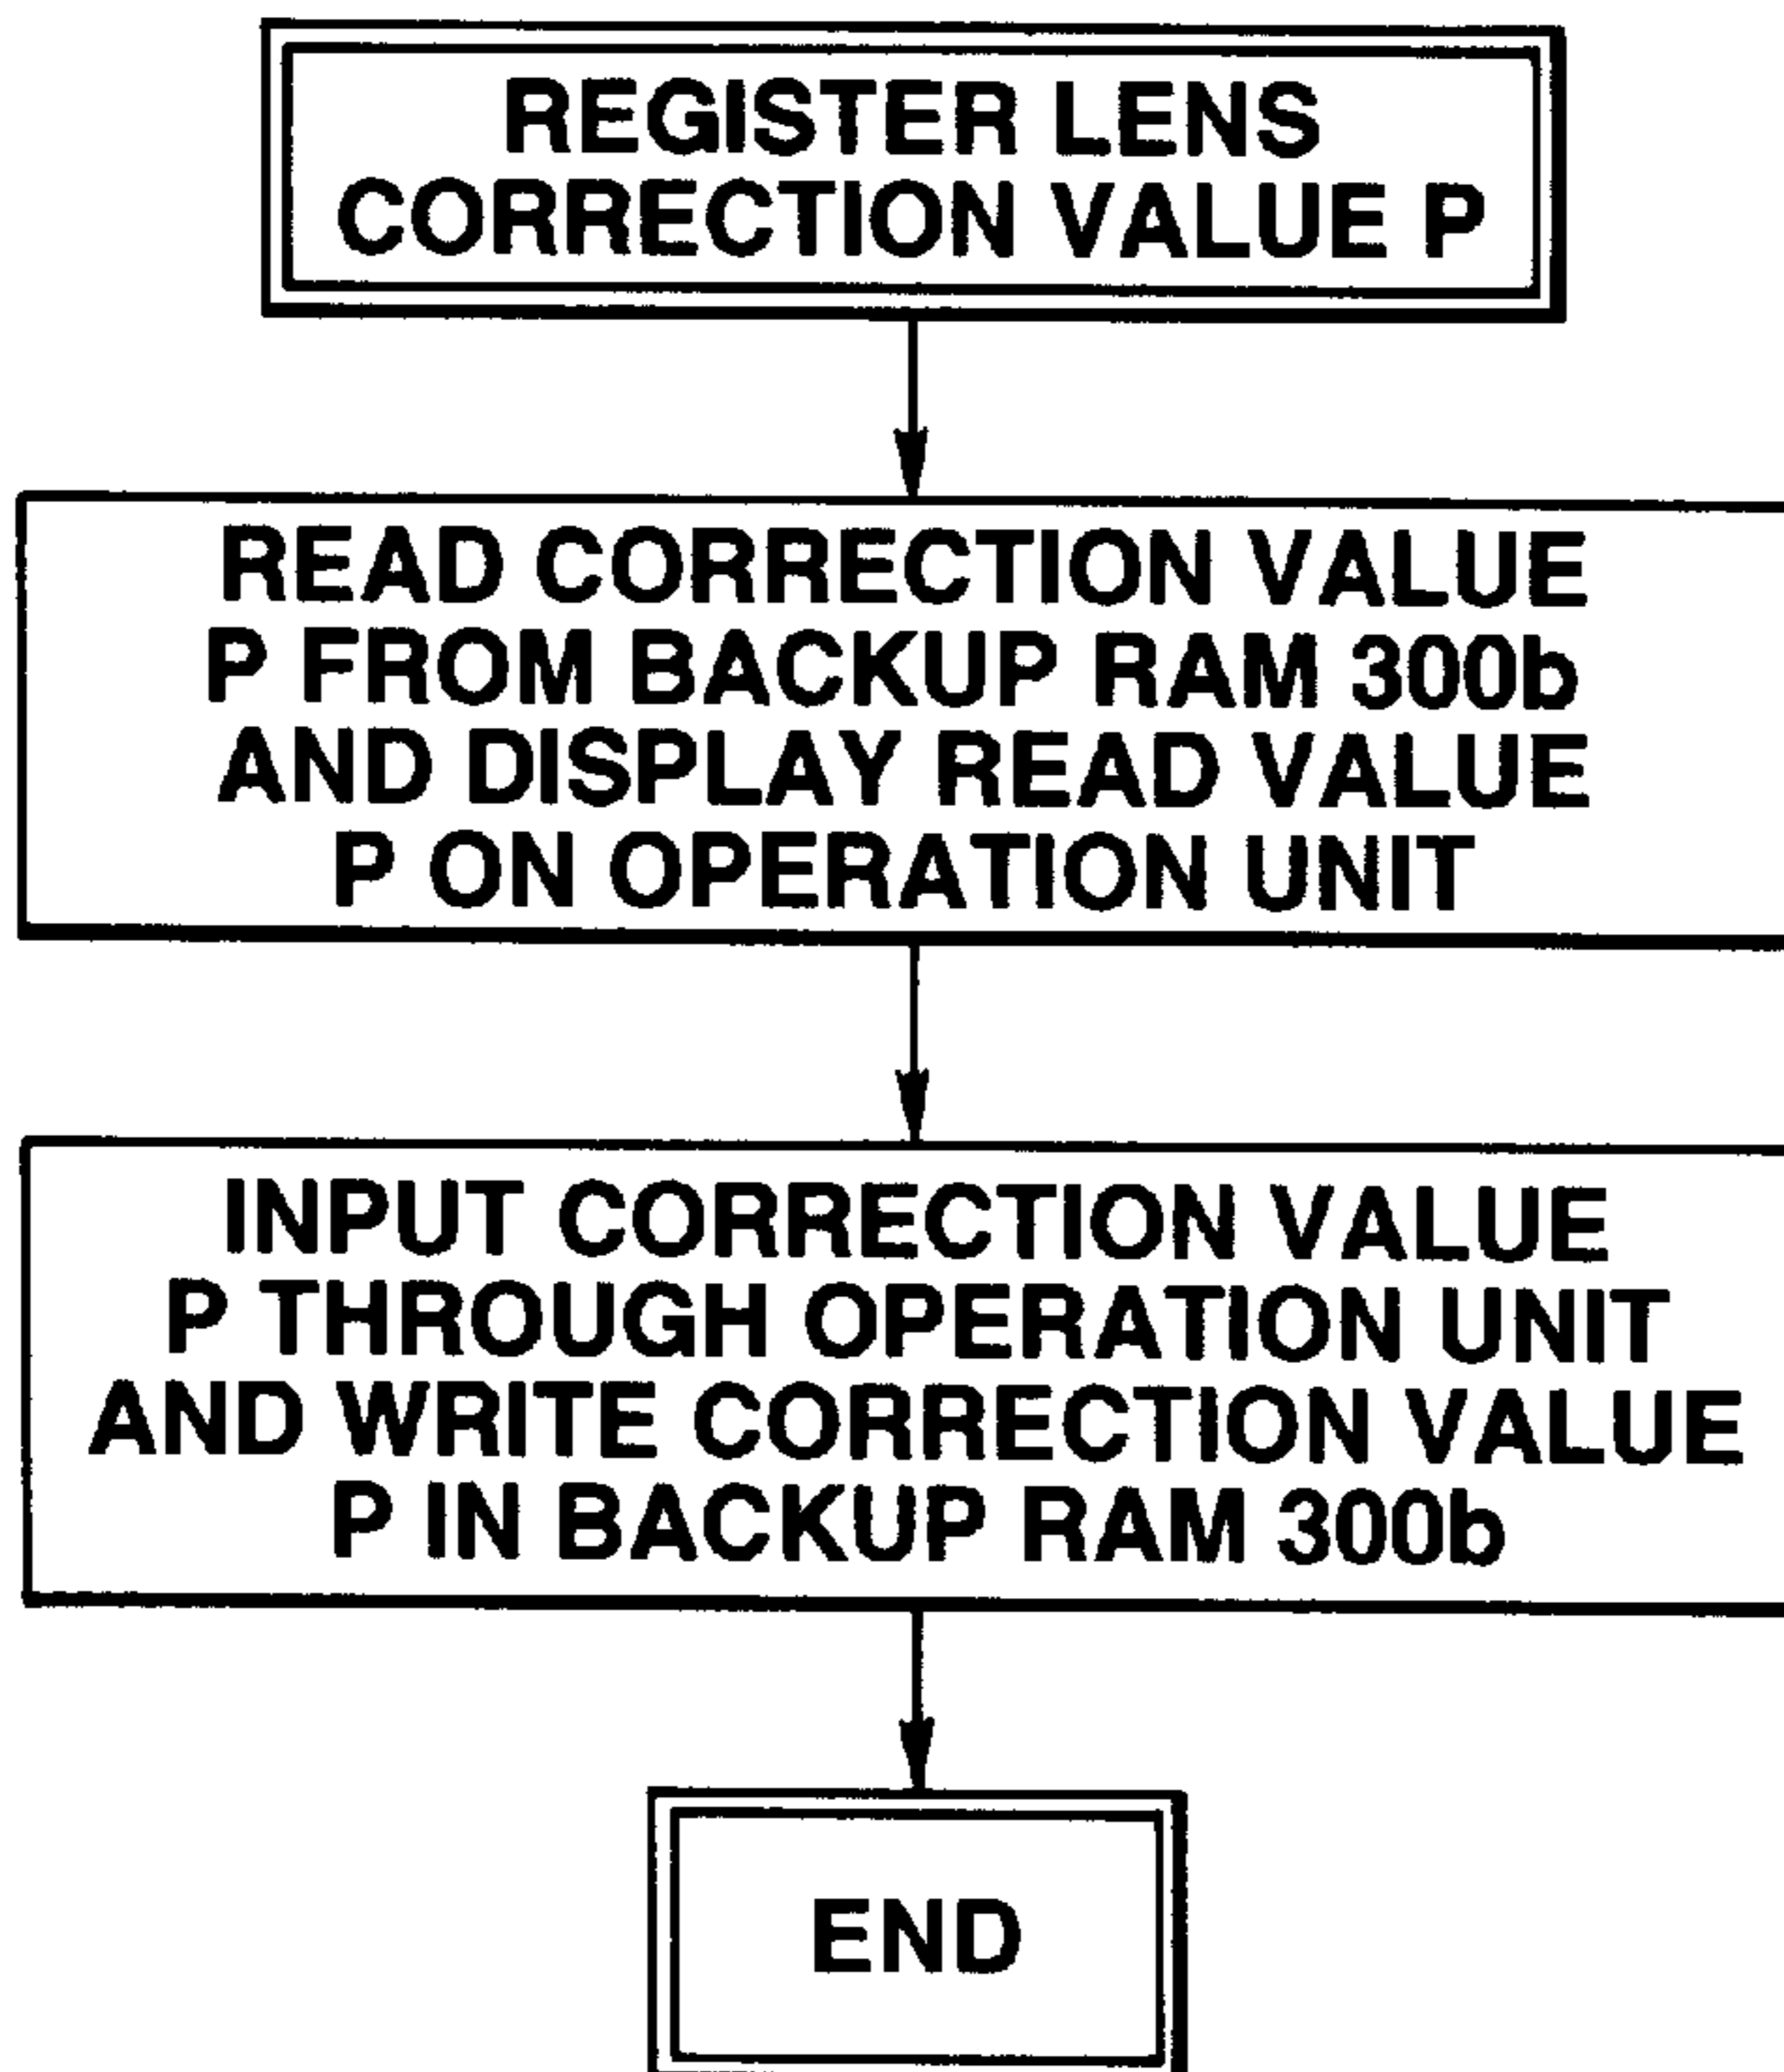 REGISTER LENS
CORRECTION VALUE P
READ CORRECTION VALUE
P FROM BACKUP RAM 300b
AND DISPLAY READ VALUE
P ON OPERATION UNIT
INPUT CORRECTION VALUE
P THROUGH OPERATION UNIT
AND WRITE CORRECTION VALUE
P IN BACKUP RAM 300b
END